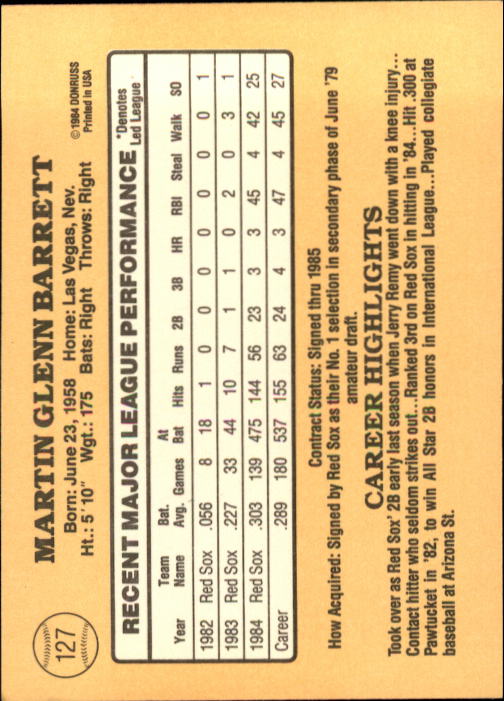 127
MARTIN GLENN BARRETT
Born: June 23, 1958 Home: Las Vegas, Nev.
Ht.: 5'10" Wgt.: 175 Bats: Right Throws: Right
©1984 DONRUSS
Printed in USA
RECENT MAJOR LEAGUE PERFORMANCE
*Denotes
Led League
Year Team Name Bat. Avg. Games At Bat Hits Runs 2B 3B HR RBI Steal Walk SO
1982 Red Sox .056 8 18 1 0 0 0 0 0 0 0 1
1983 Red Sox .227 33 44 10 7 1 1 0 2 0 3 1
1984 Red Sox .303 139 475 144 56 23 3 3 45 4 42 25
Career .289 180 537 155 63 24 4 3 47 4 45 27
Contract Status: Signed thru 1985
How Acquired: Signed by Red Sox as their No. 1 selection in secondary phase of June '79
amateur draft.
CAREER HIGHLIGHTS
Took over as Red Sox' 2B early last season when Jerry Remy went down with a knee injury...
Contact hitter who seldom strikes out...Ranked 3rd on Red Sox in hitting in '84...Hit .300 at
Pawtucket in '82, to win All Star 2B honors in International League...Played collegiate
baseball at Arizona St.